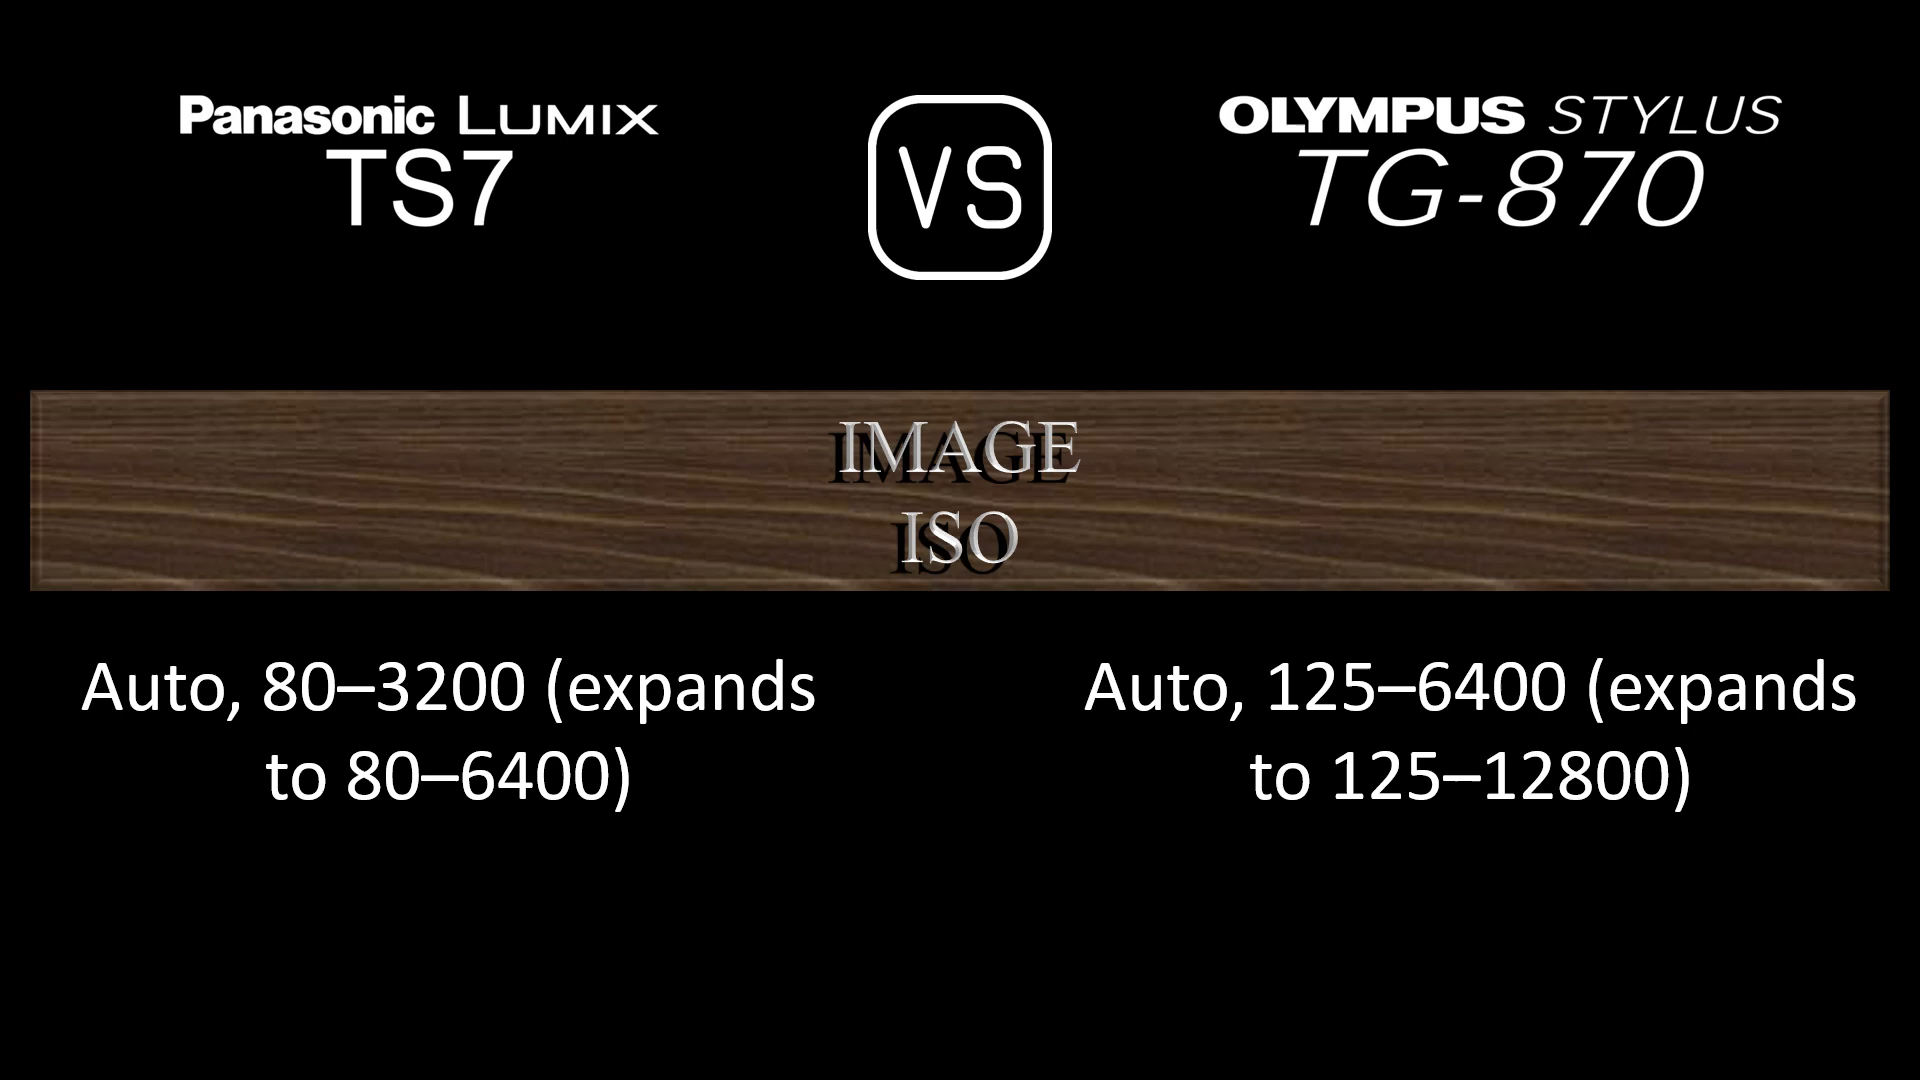 Panasonic LUMIX
TS7
VS
OLYMPUS STYLUS
TG-870
IMAGE
ISO
Auto, 80–3200 (expands
to 80–6400)
Auto, 125–6400 (expands
to 125–12800)